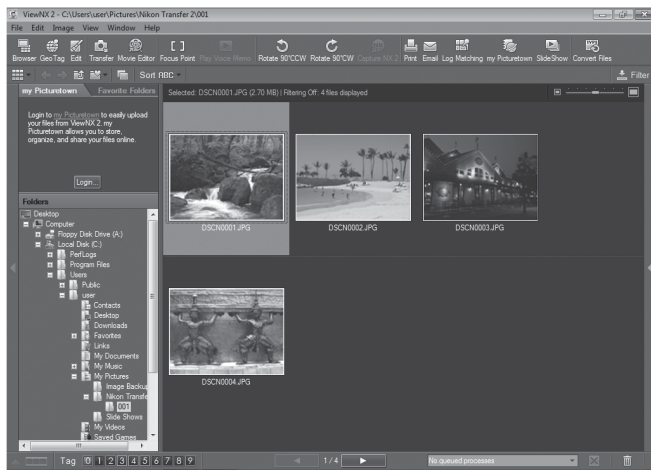 ViewNX 2 - C:\Users\user\Pictures\Nikon Transfer 2\001
File Edit Image View Window Help
Browser GeoTag Edit Transfer Movie Editor Focus Point Play Voice Memo Rotate 90°CCW Rotate 90°CW Capture NX 2 Print Email Log Matching my Picturetown SlideShow Convert Files
Sort ABC Filter
my Picturetown Favorite Folders
Selected: DSCN0001.JPG (2.70 MB) | Filtering Off: 4 files displayed
Login to my Picturetown to easily upload
your files from ViewNX 2. my
Picturetown allows you to store,
organize, and share your files online.
Login...
Folders
Desktop
Computer
Floppy Disk Drive (A:)
Local Disk (C:)
PerfLogs
Program Files
Users
Public
user
Contacts
Desktop
Downloads
Favorites
Links
My Documents
My Music
My Pictures
Image Backup
Nikon Transfe
001
Slide Shows
My Videos
Saved Games
DSCN0001.JPG
DSCN0002.JPG
DSCN0003.JPG
DSCN0004.JPG
Tag 0 1 2 3 4 5 6 7 8 9
1/4
No queued processes